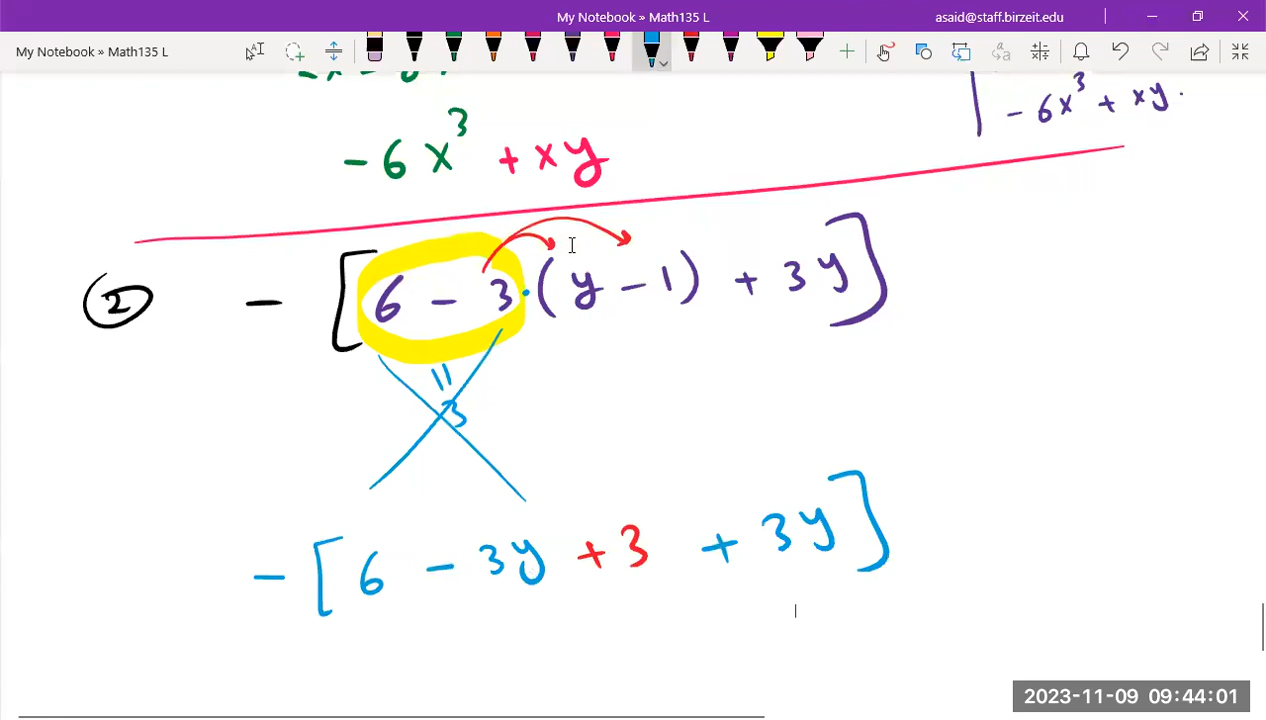 My Notebook » Math135 L
asaid@staff.birzeit.edu
My Notebook » Math135 L
- 6x³ + xy.
- 6x³ + xy
② - [6 - 3·(y - 1) + 3y]
=
3
- [6 - 3y + 3 + 3y]
2023-11-09 09:44:01